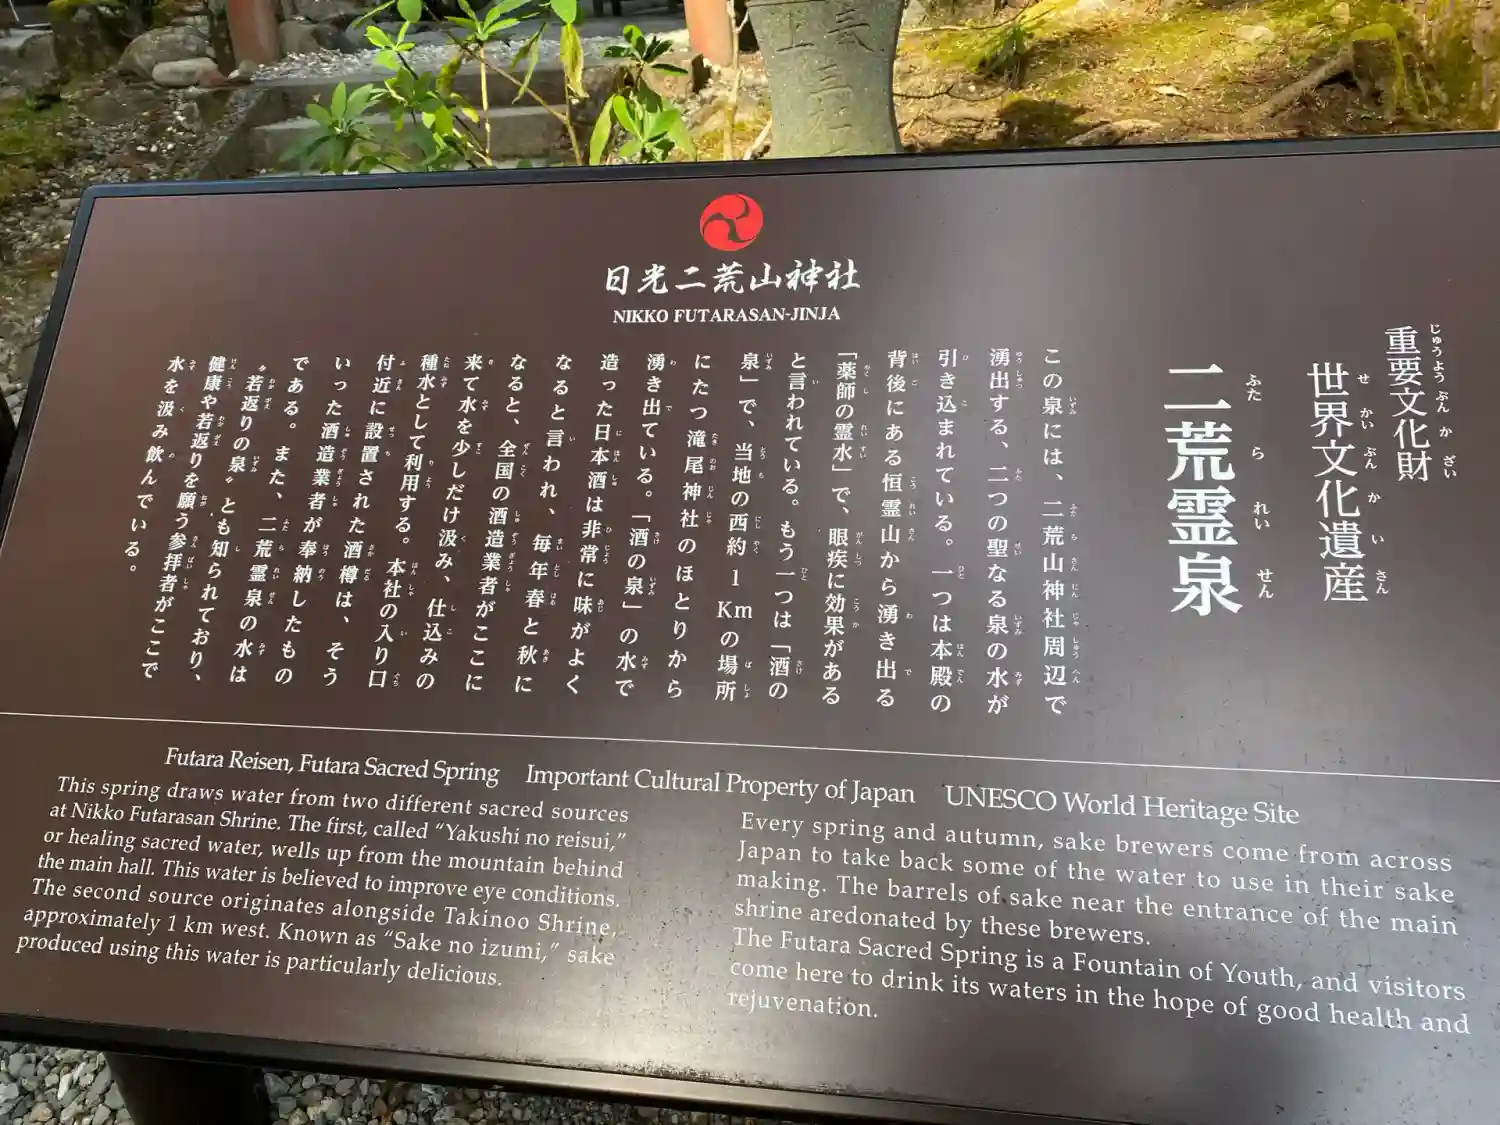 日光二荒山神社
NIKKO FUTARASAN-JINJA
重要文化財
世界文化遺産
二荒霊泉
この泉には、二荒山神社周辺で
湧出する、二つの聖なる泉の水が
引き込まれている。一つは本殿の
背後にある恒霊山から湧き出る
「薬師の霊水」で、眼疾に効果がある
と言われている。もう一つは「酒の
泉」で、当地の西約1Kmの場所
にたつ滝尾神社のほとりから
湧き出ている。「酒の泉」の水で
造った日本酒は非常に味がよく
なると言われ、毎年春と秋に
なると、全国の酒造業者がここに
来て水を少しだけ汲み、仕込みの
種水として利用する。本社の入り口
付近に設置された酒樽は、そう
いった酒造業者が奉納したもの
である。また、二荒霊泉の水は
〝若返りの泉〟とも知られており、
健康や若返りを願う参拝者がここで
水を汲み飲んでいる。
Futara Reisen, Futara Sacred Spring Important Cultural Property of Japan UNESCO World Heritage Site
This spring draws water from two different sacred sources
at Nikko Futarasan Shrine. The first, called “Yakushi no reisui,”
or healing sacred water, wells up from the mountain behind
the main hall. This water is believed to improve eye conditions.
The second source originates alongside Takinoo Shrine,
approximately 1 km west. Known as “Sake no izumi,” sake
produced using this water is particularly delicious.
Every spring and autumn, sake brewers come from across
Japan to take back some of the water to use in their sake
making. The barrels of sake near the entrance of the main
shrine aredonated by these brewers.
The Futara Sacred Spring is a Fountain of Youth, and visitors
come here to drink its waters in the hope of good health and
rejuvenation.